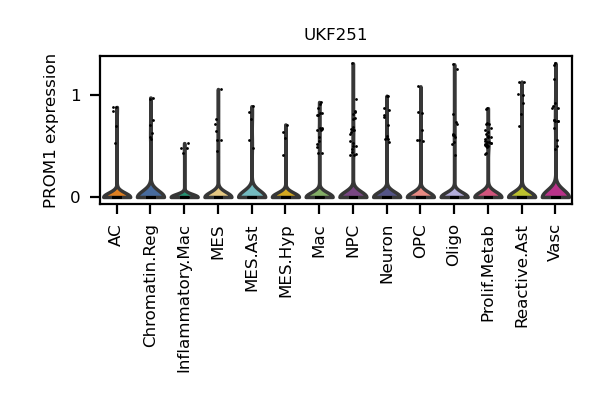 UKF251
PROM1 expression
1
0
AC
Chromatin.Reg
Inflammatory.Mac
MES
MES.Ast
MES.Hyp
Mac
NPC
Neuron
OPC
Oligo
Prolif.Metab
Reactive.Ast
Vasc